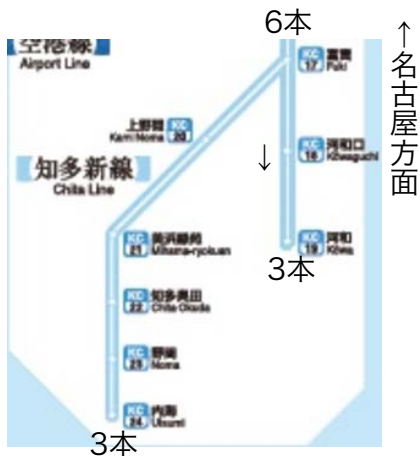 空港線
Airport Line
6本
↑名古屋方面
KC
17
富貴
Fuki
上野間
Kami Noma
KC
20
知多新線
Chita Line
↓
KC
18
河和口
Kōwaguchi
KC
19
河和
Kōwa
3本
KC
21
美浜緑苑
Mihama-ryokuen
KC
22
知多奥田
Chita Okuda
KC
23
野間
Noma
KC
24
内海
Utsumi
3本